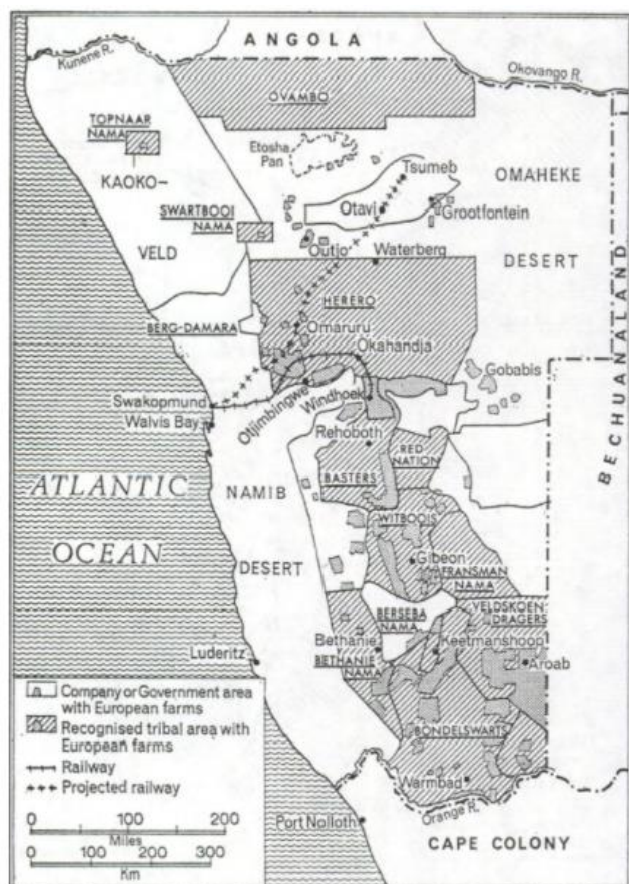 ANGOLA
Kunene R.
Okovango R.
OVAMBO
TOPNAAR
NAMA
KAOKO-
VELD
Etosha
Pan
Tsumeb
OMAHEKE
DESERT
Otavi
Grootfontein
SWARTBOOI
NAMA
Outjo
Waterberg
HERERO
BERG-DAMARA
Omaruru
Okahandja
BECHUANALAND
Gobabis
Swakopmund
Walvis Bay
Otjimbingwe
Windhoek
Rehoboth
RED
NATION
BASTERS
ATLANTIC
OCEAN
NAMIB
DESERT
WITBOOIS
Gibeon
FRANSMAN
NAMA
BERSEBA
NAMA
VELDSKOEN
DRAGERS
Bethanie
BETHANIE
NAMA
Keetmanshoop
Aroab
Luderitz
BONDELSWARTS
Warmbad
Orange R.
Port Nolloth
CAPE COLONY
Company or Government area
with European farms
Recognised tribal area with
European farms
Railway
Projected railway
0 100 200
Miles
0 100 200 300
Km